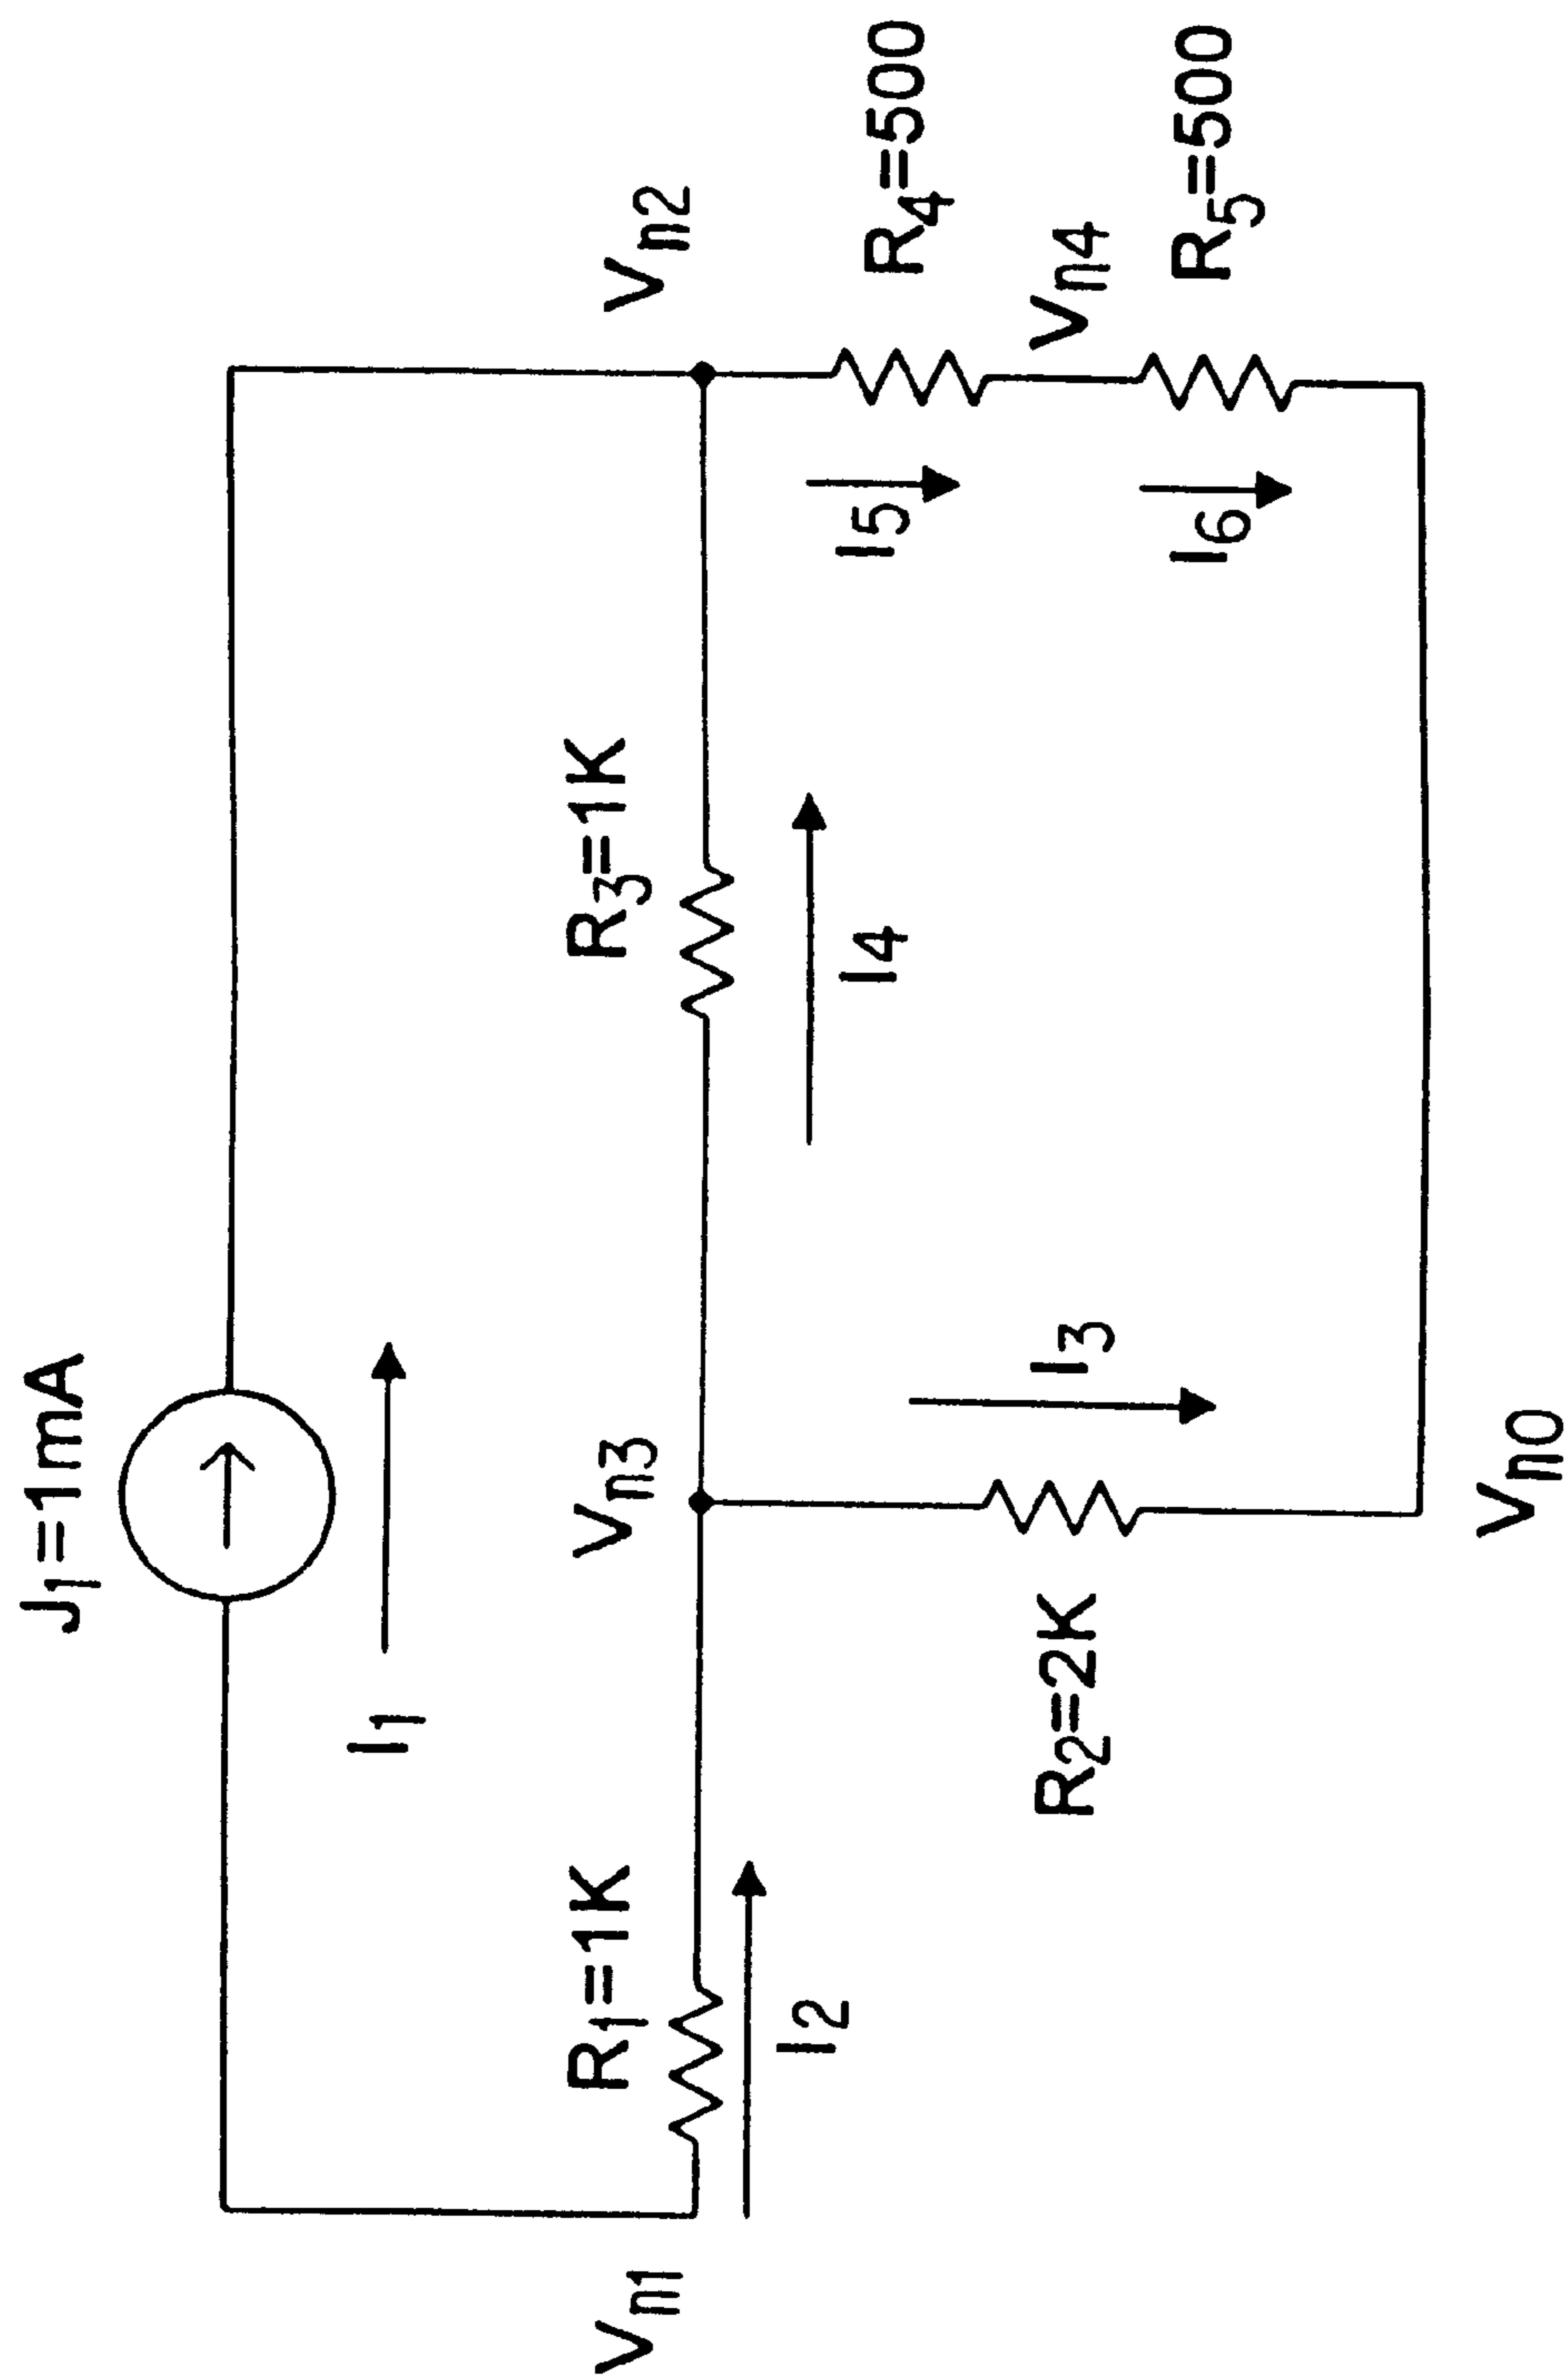 J₁=1mA
I₁
Vn1
R₁=1K
Vn3
R₃=1K
Vn2
I₂
I₄
I₅
R₄=500
R₂=2K
I₃
Vn4
I₆
R₅=500
Vn0